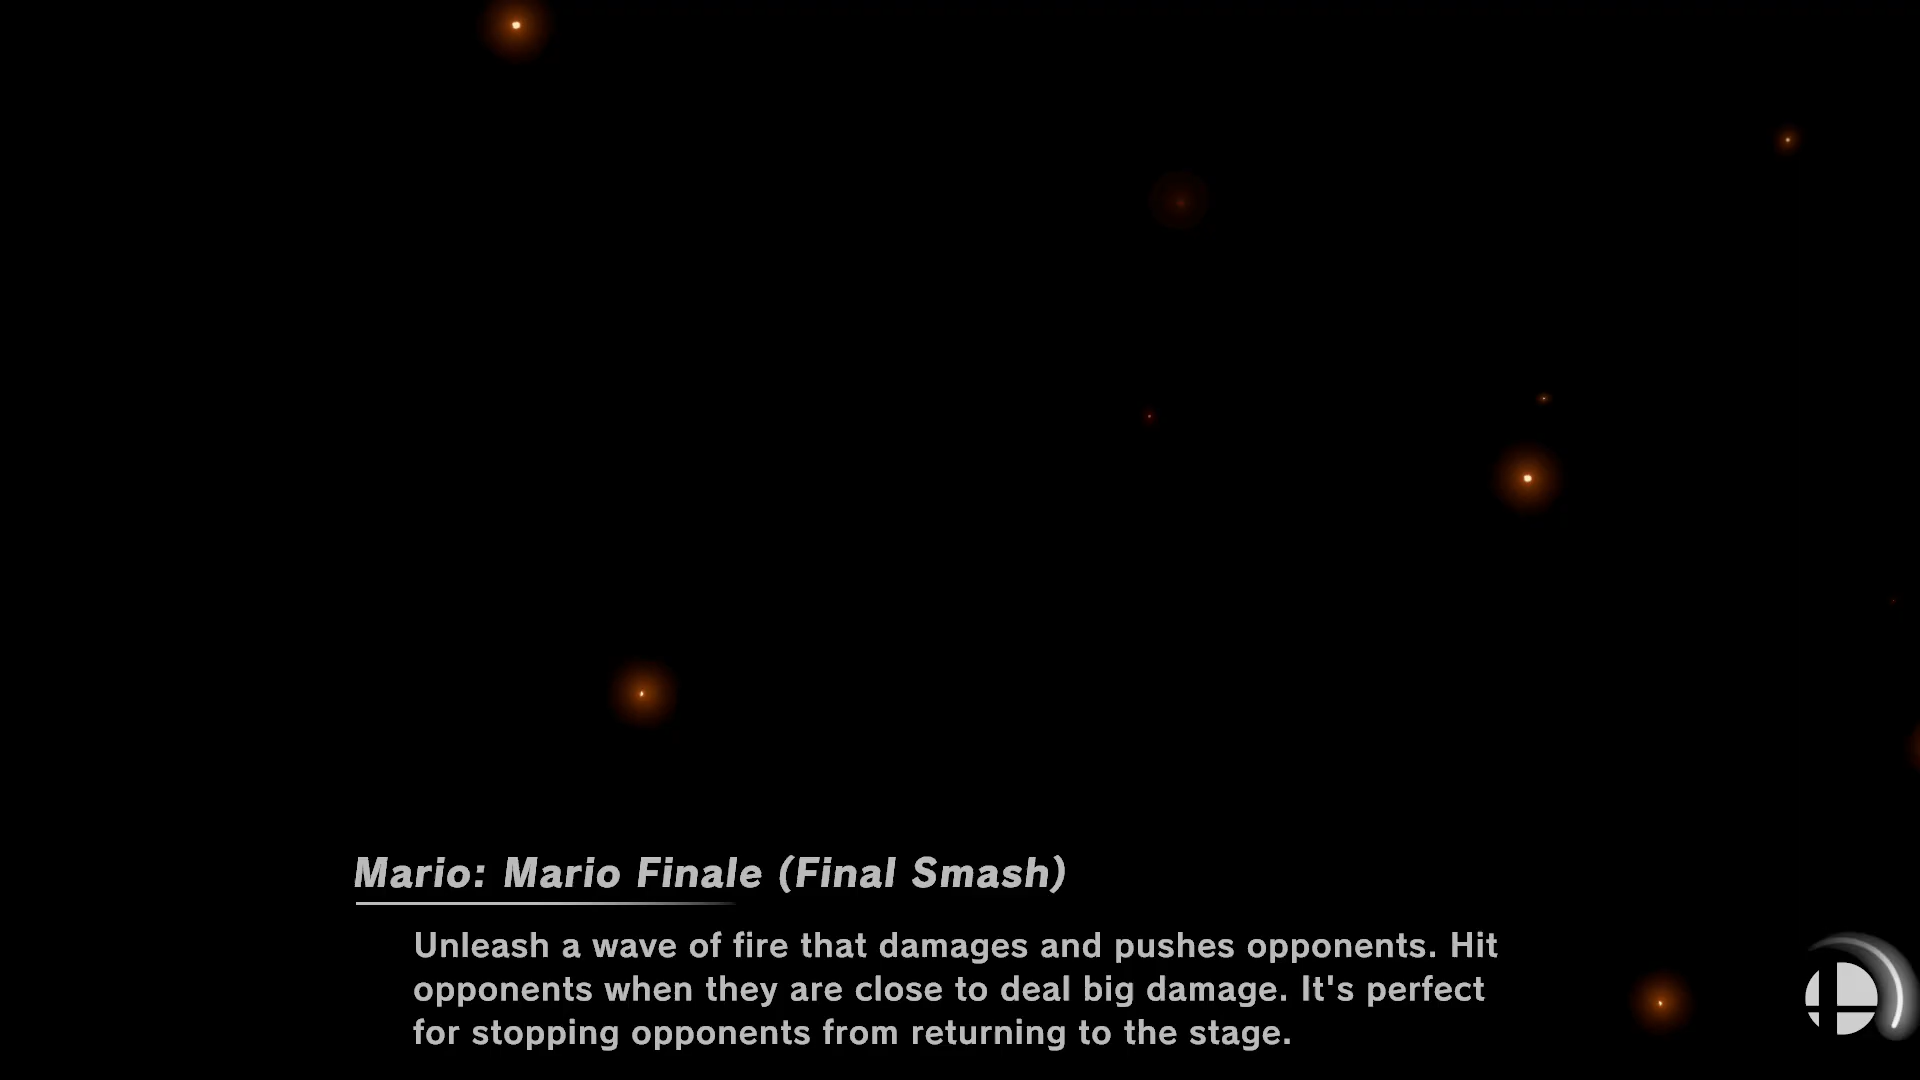 Mario: Mario Finale (Final Smash)
Unleash a wave of fire that damages and pushes opponents. Hit
opponents when they are close to deal big damage. It's perfect
for stopping opponents from returning to the stage.